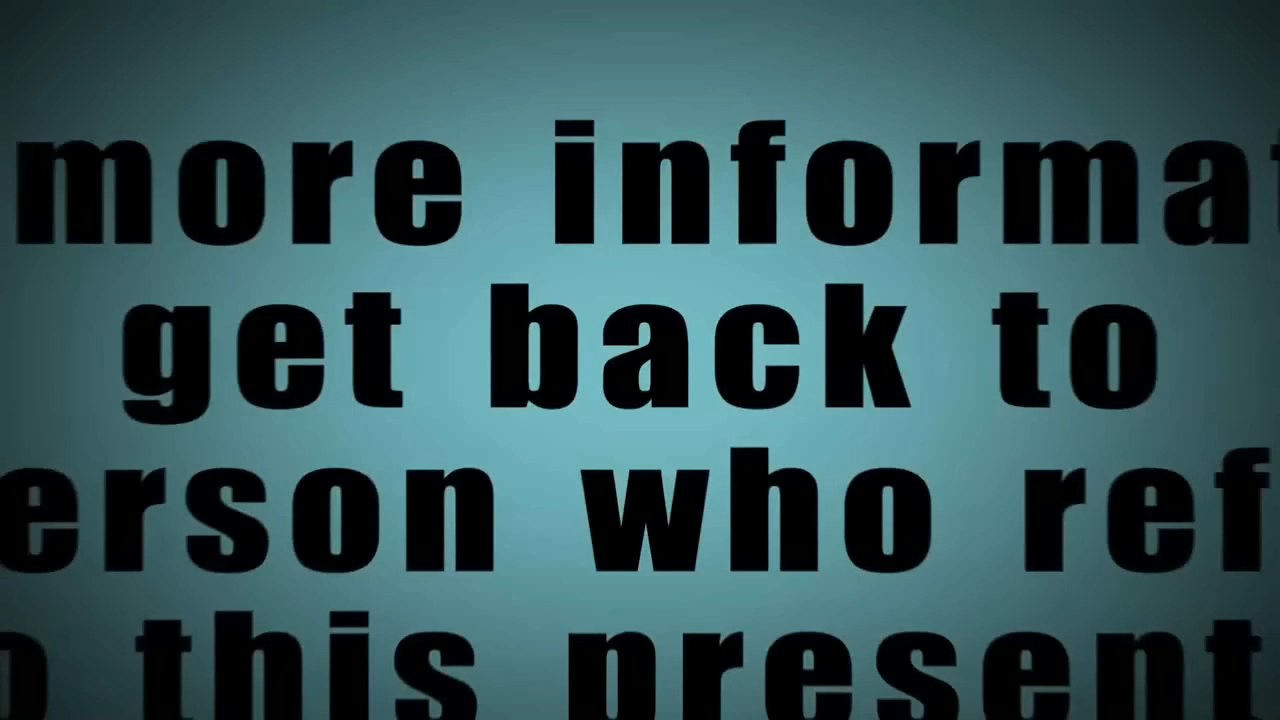 more informat
get back to
erson who ref
o this present